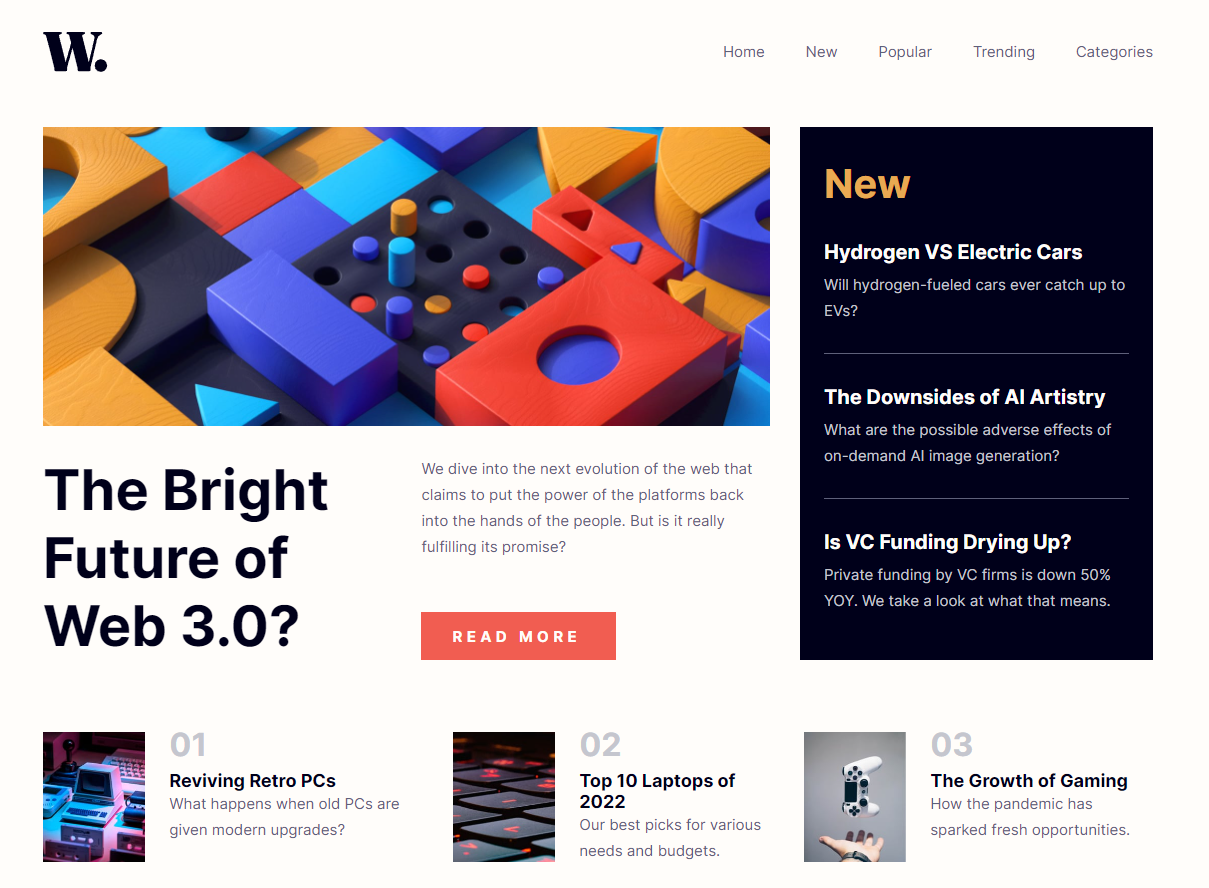 W.
Home New Popular Trending Categories
The Bright
Future of
Web 3.0?
We dive into the next evolution of the web that
claims to put the power of the platforms back
into the hands of the people. But is it really
fulfilling its promise?
READ MORE
New
Hydrogen VS Electric Cars
Will hydrogen-fueled cars ever catch up to
EVs?
The Downsides of AI Artistry
What are the possible adverse effects of
on-demand AI image generation?
Is VC Funding Drying Up?
Private funding by VC firms is down 50%
YOY. We take a look at what that means.
01
Reviving Retro PCs
What happens when old PCs are
given modern upgrades?
02
Top 10 Laptops of
2022
Our best picks for various
needs and budgets.
03
The Growth of Gaming
How the pandemic has
sparked fresh opportunities.